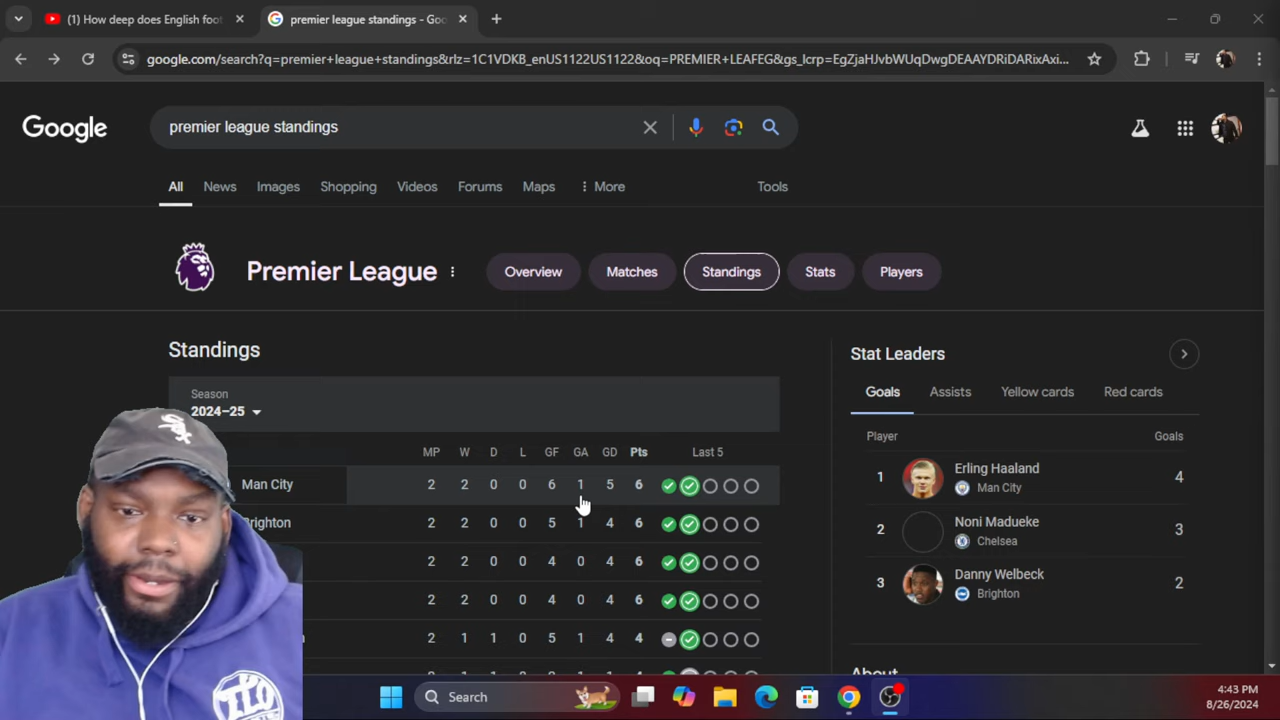 (1) How deep does English foot
premier league standings - Goo
google.com/search?q=premier+league+standings&rlz=1C1VDKB_enUS1122US1122&oq=PREMIER+LEAFEG&gs_lcrp=EgZjaHJvbWUqDwgDEAAYDRiDARixAxi...
Google
premier league standings
All News Images Shopping Videos Forums Maps More Tools
Premier League
Overview Matches Standings Stats Players
Standings
Season
2024–25
MP W D L GF GA GD Pts Last 5
Man City 2 2 0 0 6 1 5 6
Brighton 2 2 0 0 5 1 4 6
2 2 0 0 4 0 4 6
2 2 0 0 4 0 4 6
2 1 1 0 5 1 4 4
Stat Leaders
Goals Assists Yellow cards Red cards
Player Goals
1 Erling Haaland 4
Man City
2 Noni Madueke 3
Chelsea
3 Danny Welbeck 2
Brighton
About
Search
4:43 PM
8/26/2024